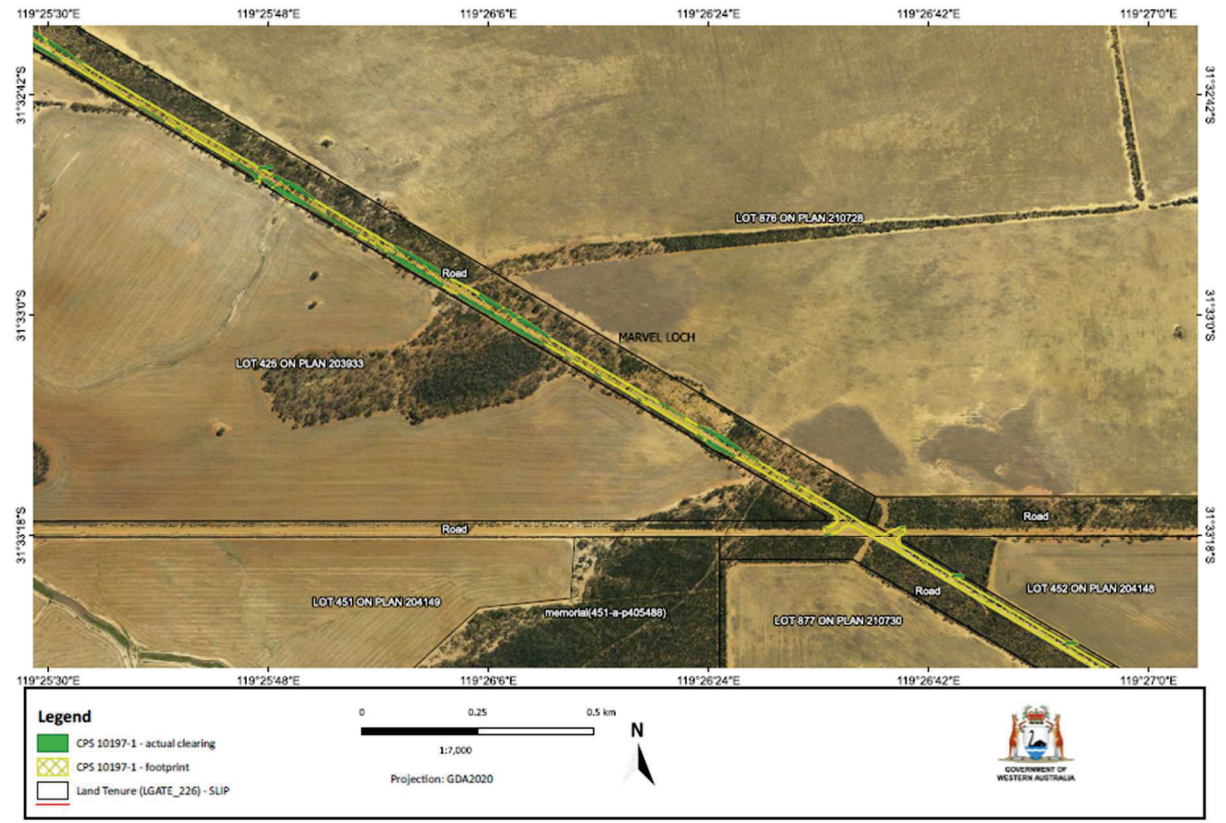 119°25'30"E 119°25'48"E 119°26'6"E 119°26'24"E 119°26'42"E 119°27'0"E
31°32'42"S
31°32'42"S
LOT 876 ON PLAN 210728
Road
31°33'0"S
31°33'0"S
MARVEL LOCH
LOT 425 ON PLAN 203933
31°33'18"S
Road
Road
31°33'18"S
LOT 451 ON PLAN 204149
memorial(451-a-p405488)
Road
LOT 452 ON PLAN 204148
LOT 877 ON PLAN 210730
119°25'30"E 119°25'48"E 119°26'6"E 119°26'24"E 119°26'42"E 119°27'0"E
Legend
CPS 10197-1 - actual clearing
CPS 10197-1 - footprint
Land Tenure (LGATE_226) - SLIP
0 0.25 0.5 km
1:7,000
Projection: GDA2020
N
GOVERNMENT OF
WESTERN AUSTRALIA